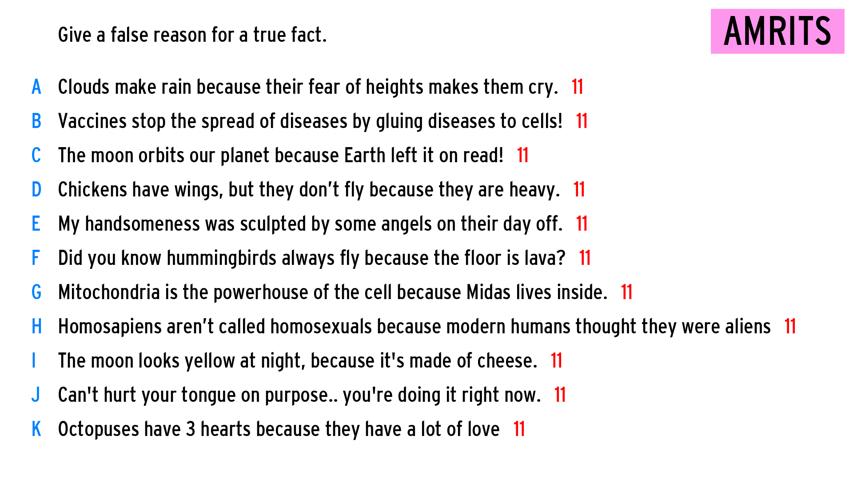 Give a false reason for a true fact.
AMRITS
A Clouds make rain because their fear of heights makes them cry. 11
B Vaccines stop the spread of diseases by gluing diseases to cells! 11
C The moon orbits our planet because Earth left it on read! 11
D Chickens have wings, but they don't fly because they are heavy. 11
E My handsomeness was sculpted by some angels on their day off. 11
F Did you know hummingbirds always fly because the floor is lava? 11
G Mitochondria is the powerhouse of the cell because Midas lives inside. 11
H Homosapiens aren't called homosexuals because modern humans thought they were aliens 11
I The moon looks yellow at night, because it's made of cheese. 11
J Can't hurt your tongue on purpose.. you're doing it right now. 11
K Octopuses have 3 hearts because they have a lot of love 11